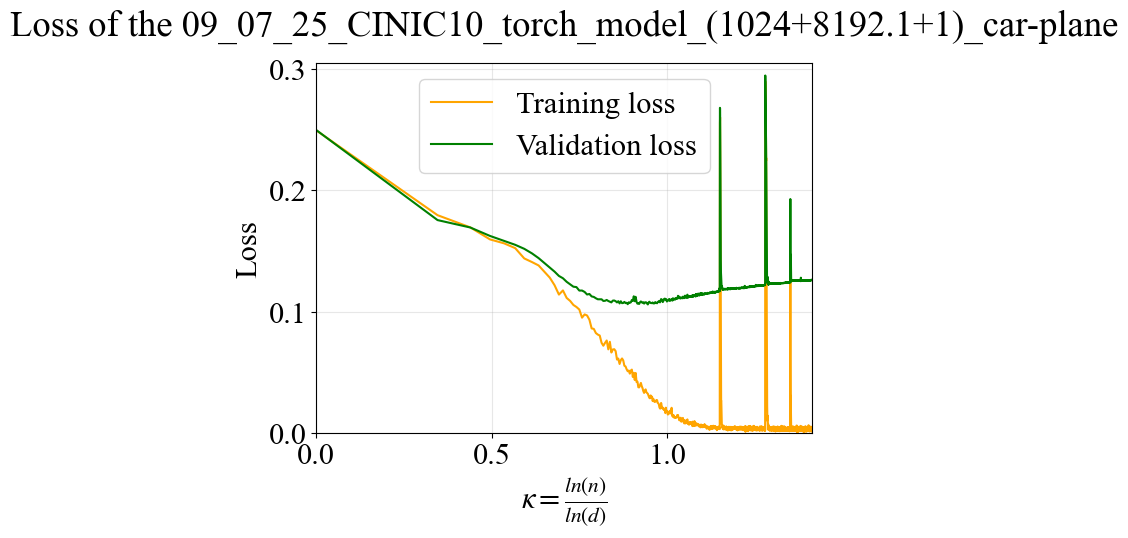 Loss of the 09_07_25_CINIC10_torch_model_(1024+8192.1+1)_car-plane
0.3
0.2
0.1
0.0
Loss
Training loss
Validation loss
0.0 0.5 1.0
κ = ln(n) / ln(d)